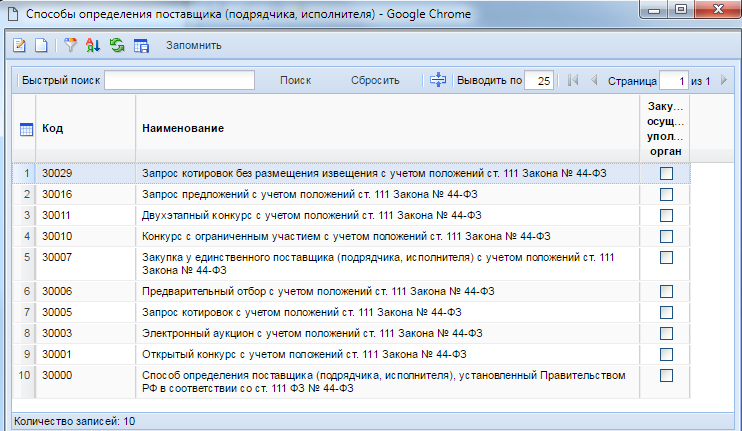 Способы определения поставщика (подрядчика, исполнителя) - Google Chrome
Запомнить
Быстрый поиск Поиск Сбросить Выводить по 25 Страница 1 из 1
Код Наименование Заку... осущ... упол... орган
1 30029 Запрос котировок без размещения извещения с учетом положений ст. 111 Закона № 44-ФЗ
2 30016 Запрос предложений с учетом положений ст. 111 Закона № 44-ФЗ
3 30011 Двухэтапный конкурс с учетом положений ст. 111 Закона № 44-ФЗ
4 30010 Конкурс с ограниченным участием с учетом положений ст. 111 Закона № 44-ФЗ
5 30007 Закупка у единственного поставщика (подрядчика, исполнителя) с учетом положений ст. 111
Закона № 44-ФЗ
6 30006 Предварительный отбор с учетом положений ст. 111 Закона № 44-ФЗ
7 30005 Запрос котировок с учетом положений ст. 111 Закона № 44-ФЗ
8 30003 Электронный аукцион с учетом положений ст. 111 Закона № 44-ФЗ
9 30001 Открытый конкурс с учетом положений ст. 111 Закона № 44-ФЗ
10 30000 Способ определения поставщика (подрядчика, исполнителя), установленный Правительством
РФ в соответствии со ст. 111 ФЗ № 44-ФЗ
Количество записей: 10